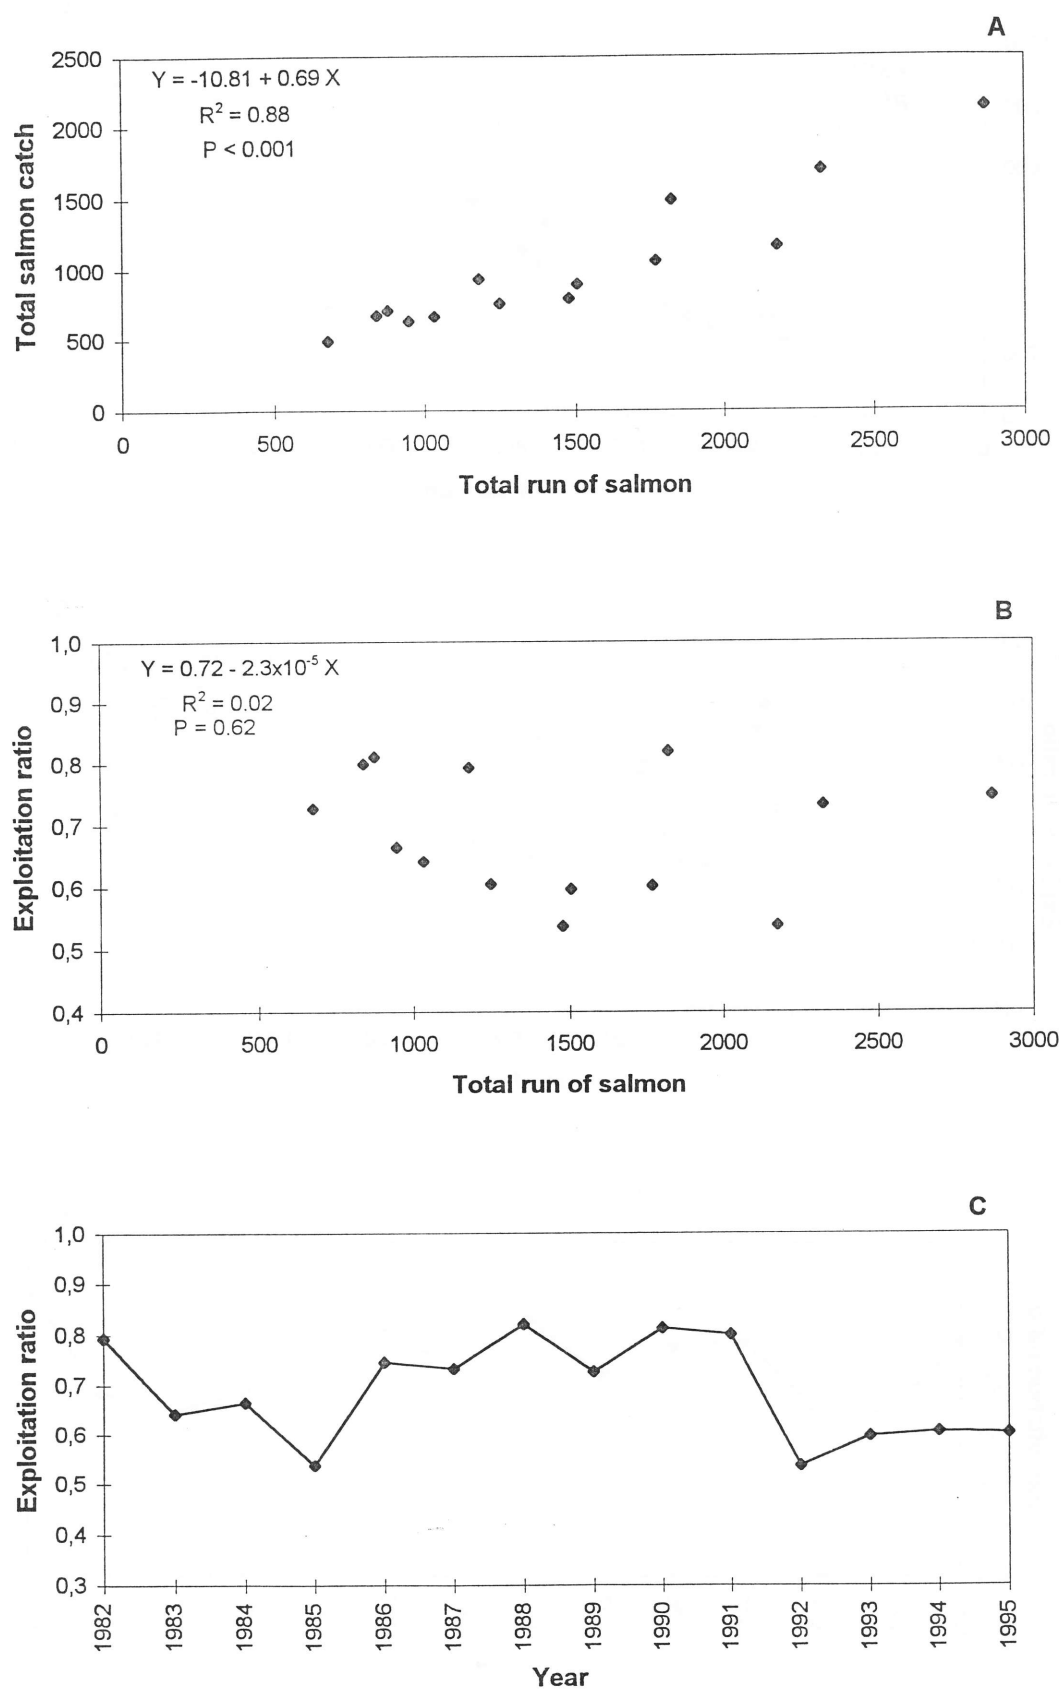 A
Y = -10.81 + 0.69 X
R² = 0.88
P < 0.001
Total salmon catch
2500
2000
1500
1000
500
0
0 500 1000 1500 2000 2500 3000
Total run of salmon
B
Y = 0.72 - 2.3x10⁻⁵ X
R² = 0.02
P = 0.62
Exploitation ratio
1,0
0,9
0,8
0,7
0,6
0,5
0,4
0 500 1000 1500 2000 2500 3000
Total run of salmon
C
Exploitation ratio
1,0
0,9
0,8
0,7
0,6
0,5
0,4
0,3
1982 1983 1984 1985 1986 1987 1988 1989 1990 1991 1992 1993 1994 1995
Year